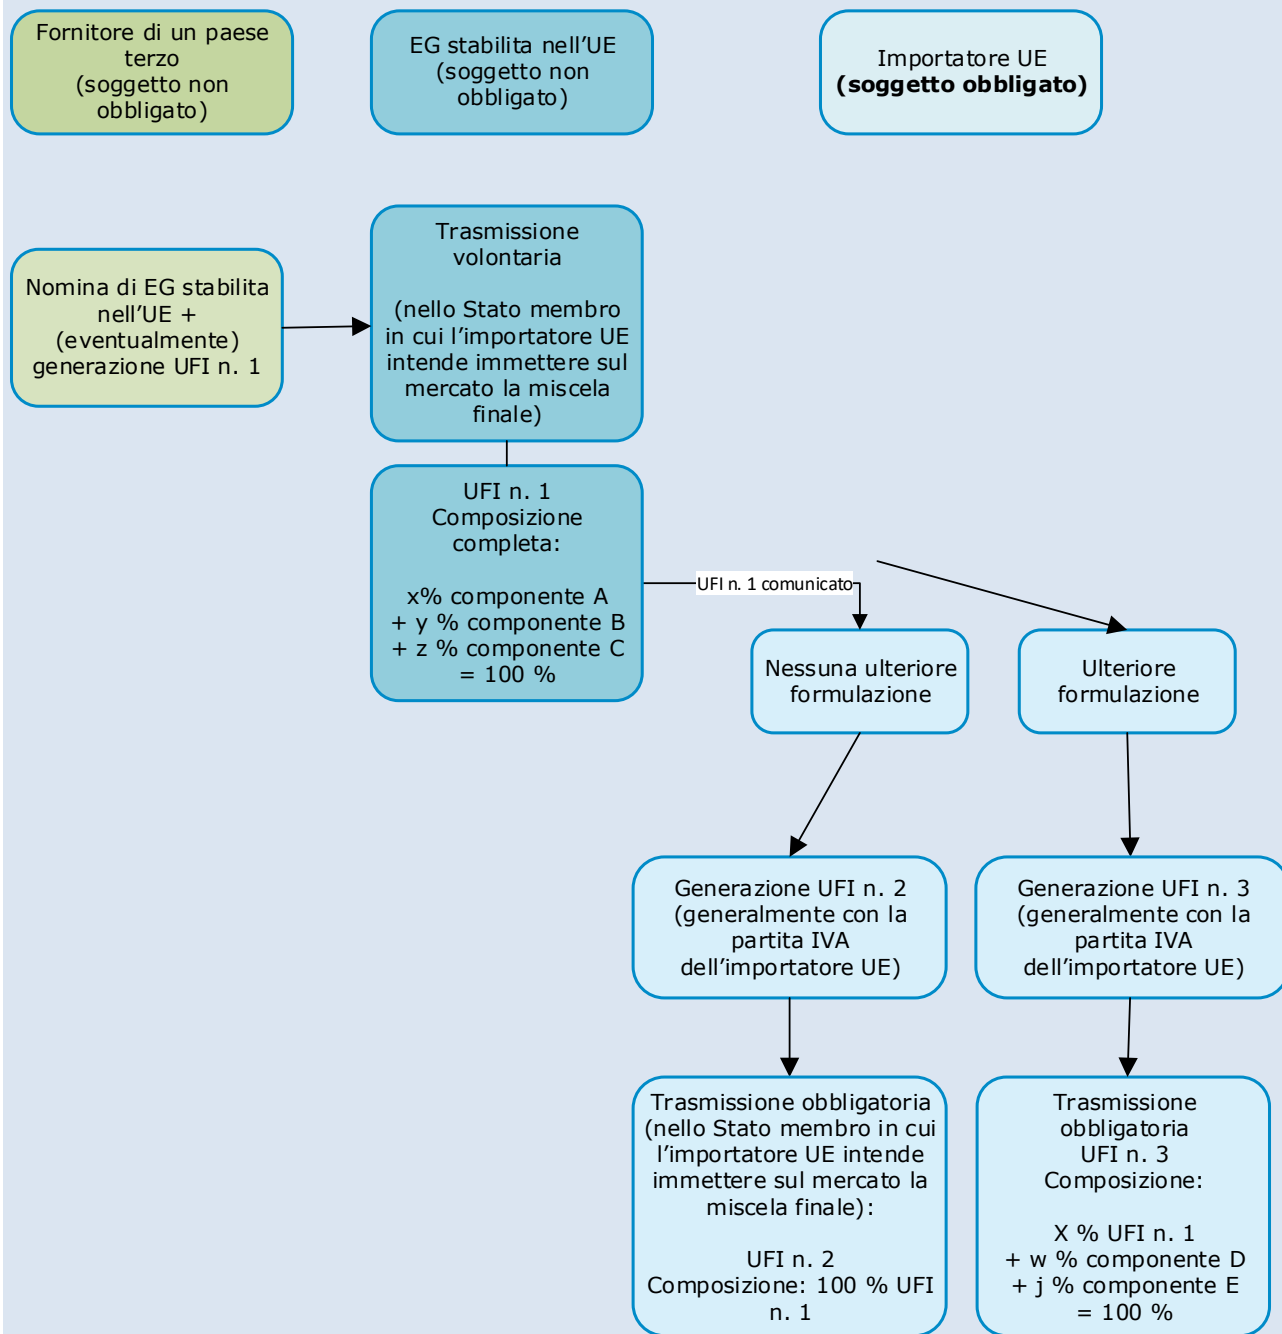 Fornitore di un paese
terzo
(soggetto non
obbligato)
EG stabilita nell’UE
(soggetto non
obbligato)
Importatore UE
(soggetto obbligato)
Nomina di EG stabilita
nell’UE +
(eventualmente)
generazione UFI n. 1
Trasmissione
volontaria
(nello Stato membro
in cui l’importatore UE
intende immettere sul
mercato la miscela
finale)
UFI n. 1
Composizione
completa:
x% componente A
+ y % componente B
+ z % componente C
= 100 %
UFI n. 1 comunicato
Nessuna ulteriore
formulazione
Ulteriore
formulazione
Generazione UFI n. 2
(generalmente con la
partita IVA
dell’importatore UE)
Generazione UFI n. 3
(generalmente con la
partita IVA
dell’importatore UE)
Trasmissione obbligatoria
(nello Stato membro in cui
l’importatore UE intende
immettere sul mercato la
miscela finale):
UFI n. 2
Composizione: 100 % UFI
n. 1
Trasmissione
obbligatoria
UFI n. 3
Composizione:
X % UFI n. 1
+ w % componente D
+ j % componente E
= 100 %